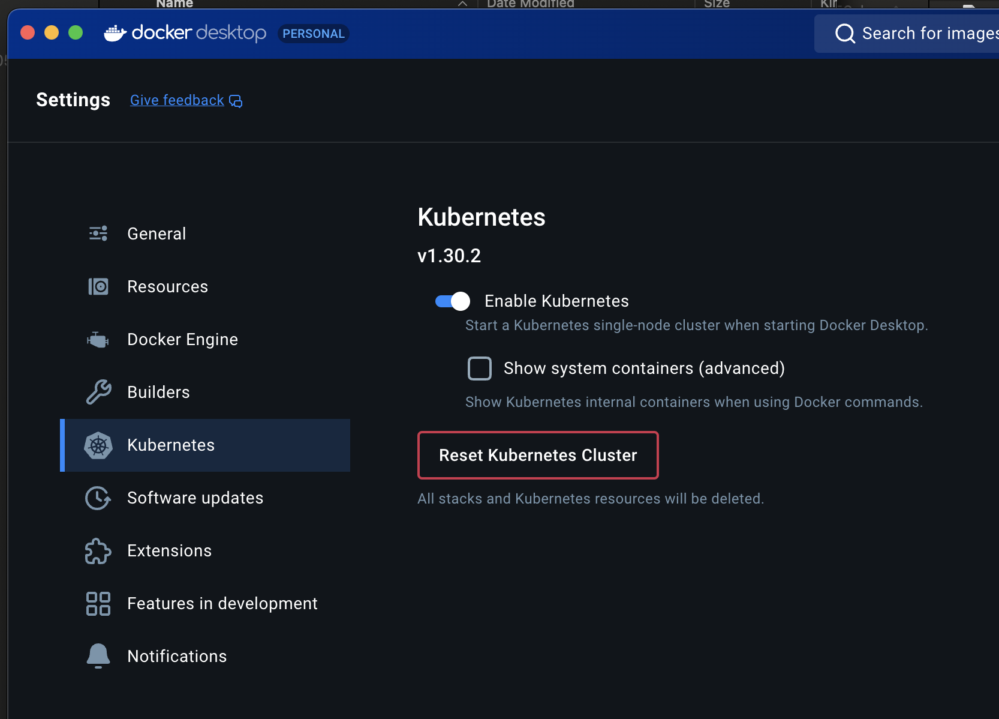 Name
Date Modified
Size
docker desktop PERSONAL
Search for images
Settings
Give feedback
General
Resources
Docker Engine
Builders
Kubernetes
Software updates
Extensions
Features in development
Notifications
Kubernetes
v1.30.2
Enable Kubernetes
Start a Kubernetes single-node cluster when starting Docker Desktop.
Show system containers (advanced)
Show Kubernetes internal containers when using Docker commands.
Reset Kubernetes Cluster
All stacks and Kubernetes resources will be deleted.